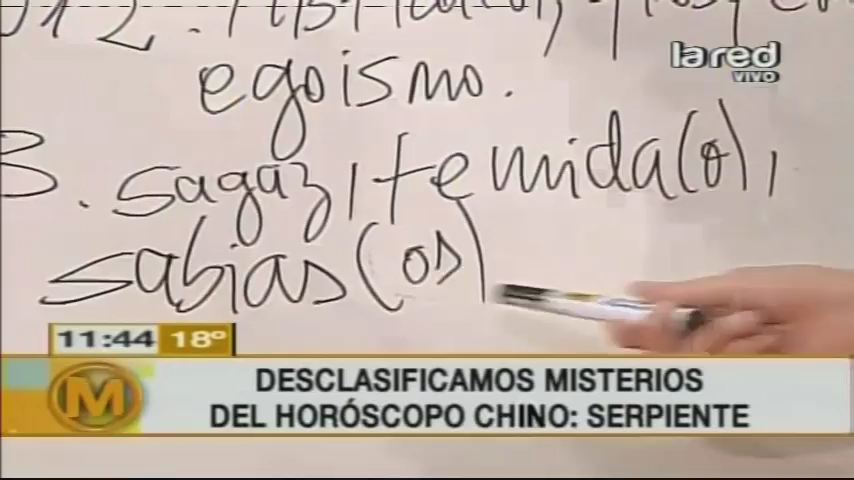 la red
VIVO
egoismo.
3. sagaz, temida(o),
sabias(os)
11:44 18°
M
DESCLASIFICAMOS MISTERIOS
DEL HORÓSCOPO CHINO: SERPIENTE